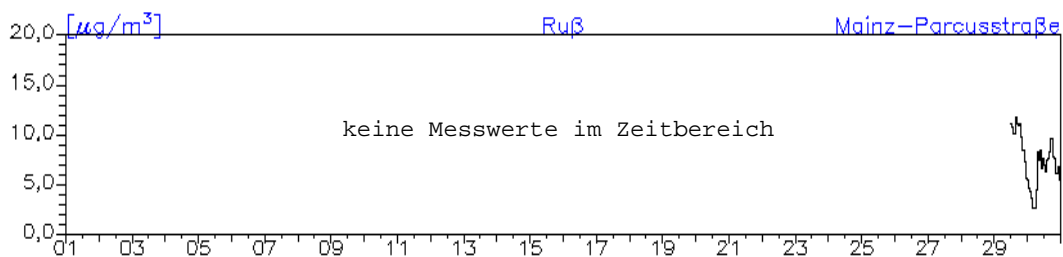 [µg/m³] Ruß Mainz-Parcusstraße
20,0
15,0
10,0
5,0
0,0
keine Messwerte im Zeitbereich
01 03 05 07 09 11 13 15 17 19 21 23 25 27 29